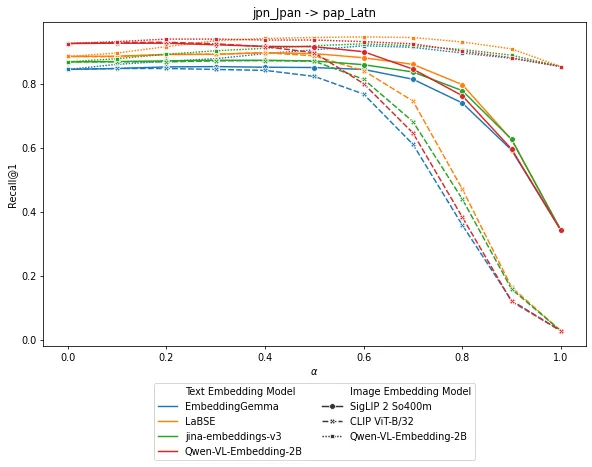 jpn_Jpan -> pap_Latn
Recall@1
0.8
0.6
0.4
0.2
0.0
0.0 0.2 0.4 0.6 0.8 1.0
α
Text Embedding Model
EmbeddingGemma
LaBSE
jina-embeddings-v3
Qwen-VL-Embedding-2B
Image Embedding Model
SigLIP 2 So400m
CLIP ViT-B/32
Qwen-VL-Embedding-2B